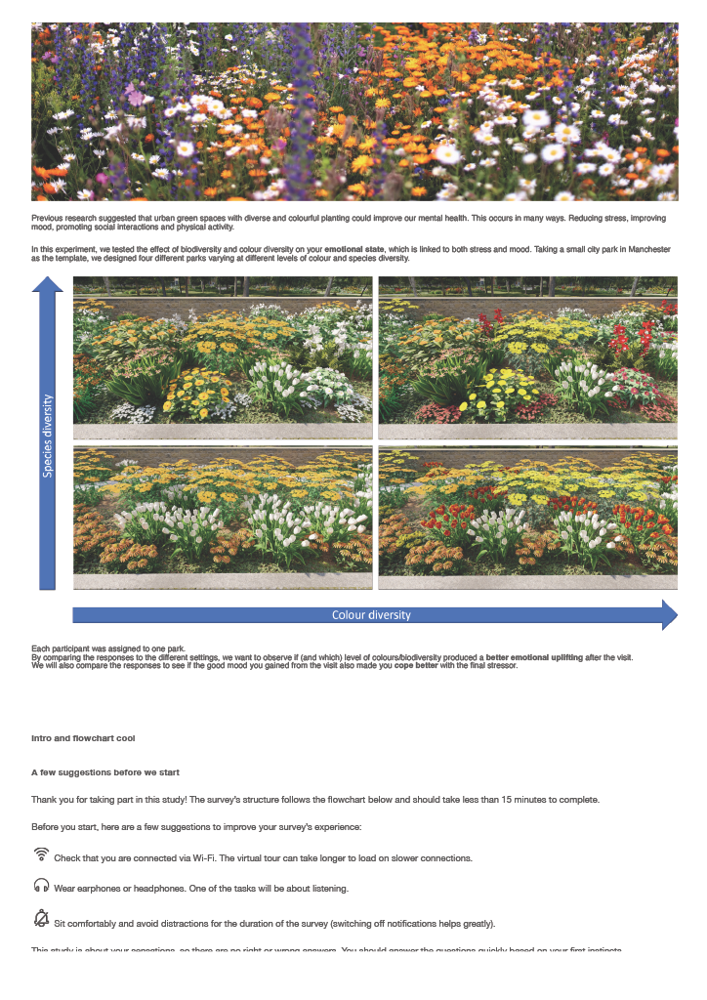 Previous research suggested that urban green spaces with diverse and colourful planting could improve our mental health. This occurs in many ways. Reducing stress, improving
mood, promoting social interactions and physical activity.
In this experiment, we tested the effect of biodiversity and colour diversity on your emotional state, which is linked to both stress and mood. Taking a small city park in Manchester
as the template, we designed four different parks varying at different levels of colour and species diversity.
Species diversity
Colour diversity
Each participant was assigned to one park.
By comparing the responses to the different settings, we want to observe if (and which) level of colours/biodiversity produced a better emotional uplifting after the visit.
We will also compare the responses to see if the good mood you gained from the visit also made you cope better with the final stressor.
Intro and flowchart cool
A few suggestions before we start
Thank you for taking part in this study! The survey's structure follows the flowchart below and should take less than 15 minutes to complete.
Before you start, here are a few suggestions to improve your survey's experience:
Check that you are connected via Wi-Fi. The virtual tour can take longer to load on slower connections.
Wear earphones or headphones. One of the tasks will be about listening.
Sit comfortably and avoid distractions for the duration of the survey (switching off notifications helps greatly).
This study is about your sensations, so there are no right or wrong answers. You should answer the questions quickly based on your first instincts.